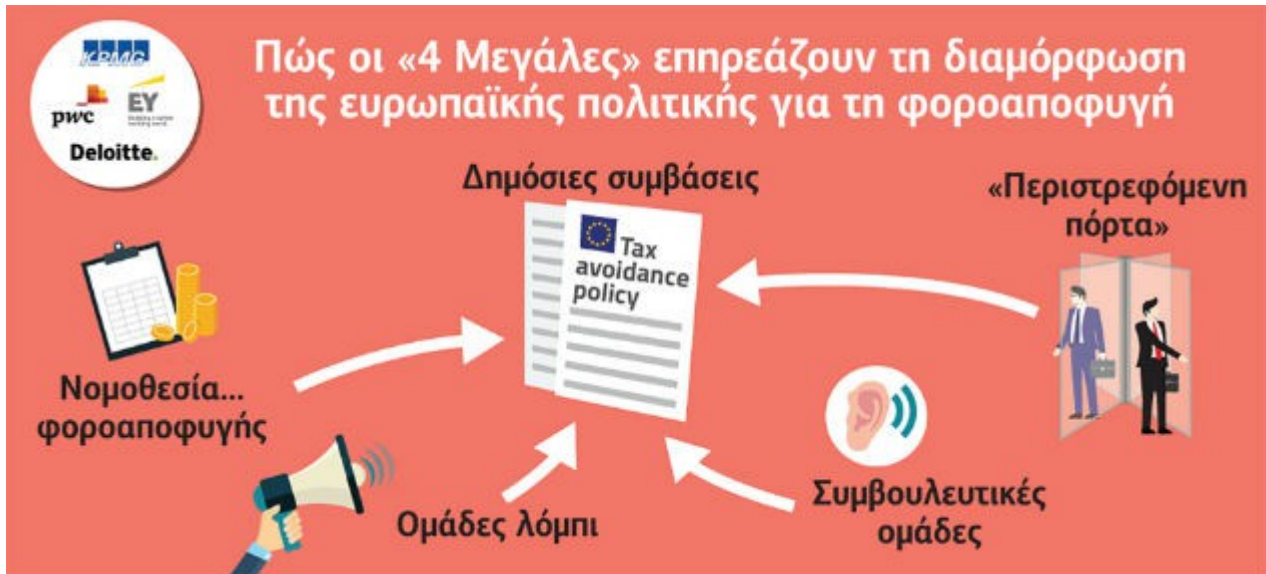 KPMG
pwc
EY
Deloitte.
Πώς οι «4 Μεγάλες» επηρεάζουν τη διαμόρφωση
της ευρωπαϊκής πολιτικής για τη φοροαποφυγή
Δημόσιες συμβάσεις
«Περιστρεφόμενη
πόρτα»
Tax
avoidance
policy
Νομοθεσία...
φοροαποφυγής
Ομάδες λόμπι
Συμβουλευτικές
ομάδες